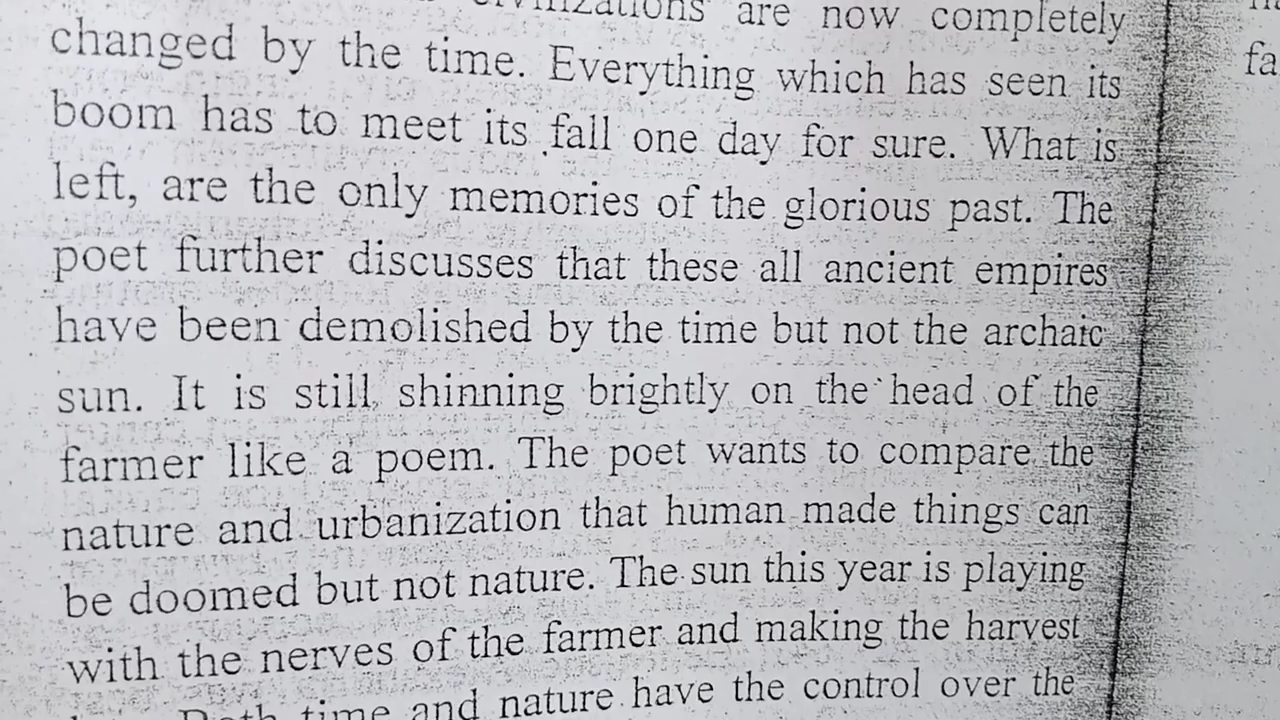 are now completely
changed by the time. Everything which has seen its
boom has to meet its fall one day for sure. What is
left, are the only memories of the glorious past. The
poet further discusses that these all ancient empires
have been demolished by the time but not the archaic
sun. It is still shinning brightly on the head of the
farmer like a poem. The poet wants to compare the
nature and urbanization that human made things can
be doomed but not nature. The sun this year is playing
with the nerves of the farmer and making the harvest
Both time and nature have the control over the
fa